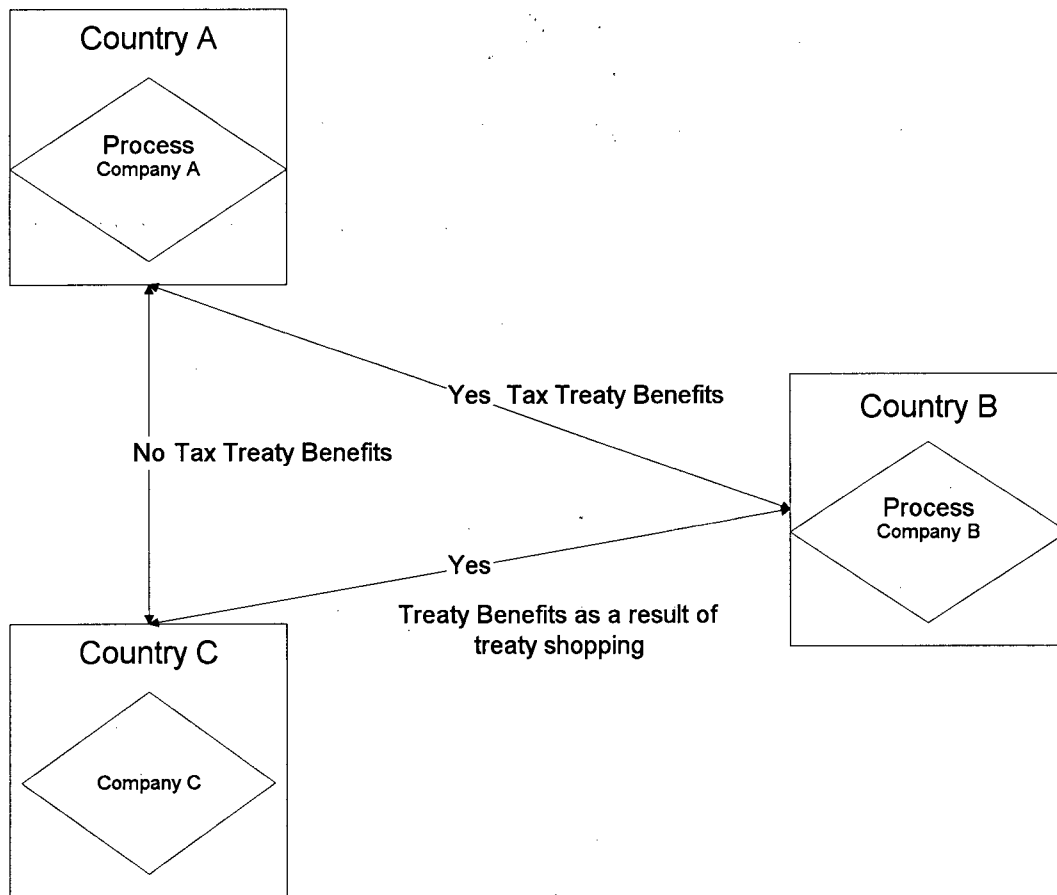 Country A
Process
Company A
Yes Tax Treaty Benefits
Country B
No Tax Treaty Benefits
Process
Company B
Yes
Treaty Benefits as a result of
treaty shopping
Country C
Company C